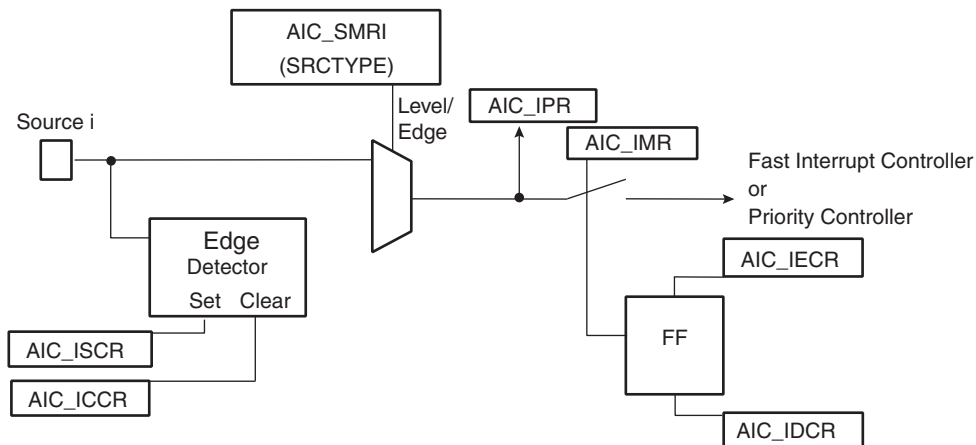 AIC_SMRI
(SRCTYPE)
Level/
Edge
Source i
AIC_IPR
AIC_IMR
Fast Interrupt Controller
or
Priority Controller
Edge
Detector
Set Clear
AIC_IECR
FF
AIC_ISCR
AIC_ICCR
AIC_IDCR